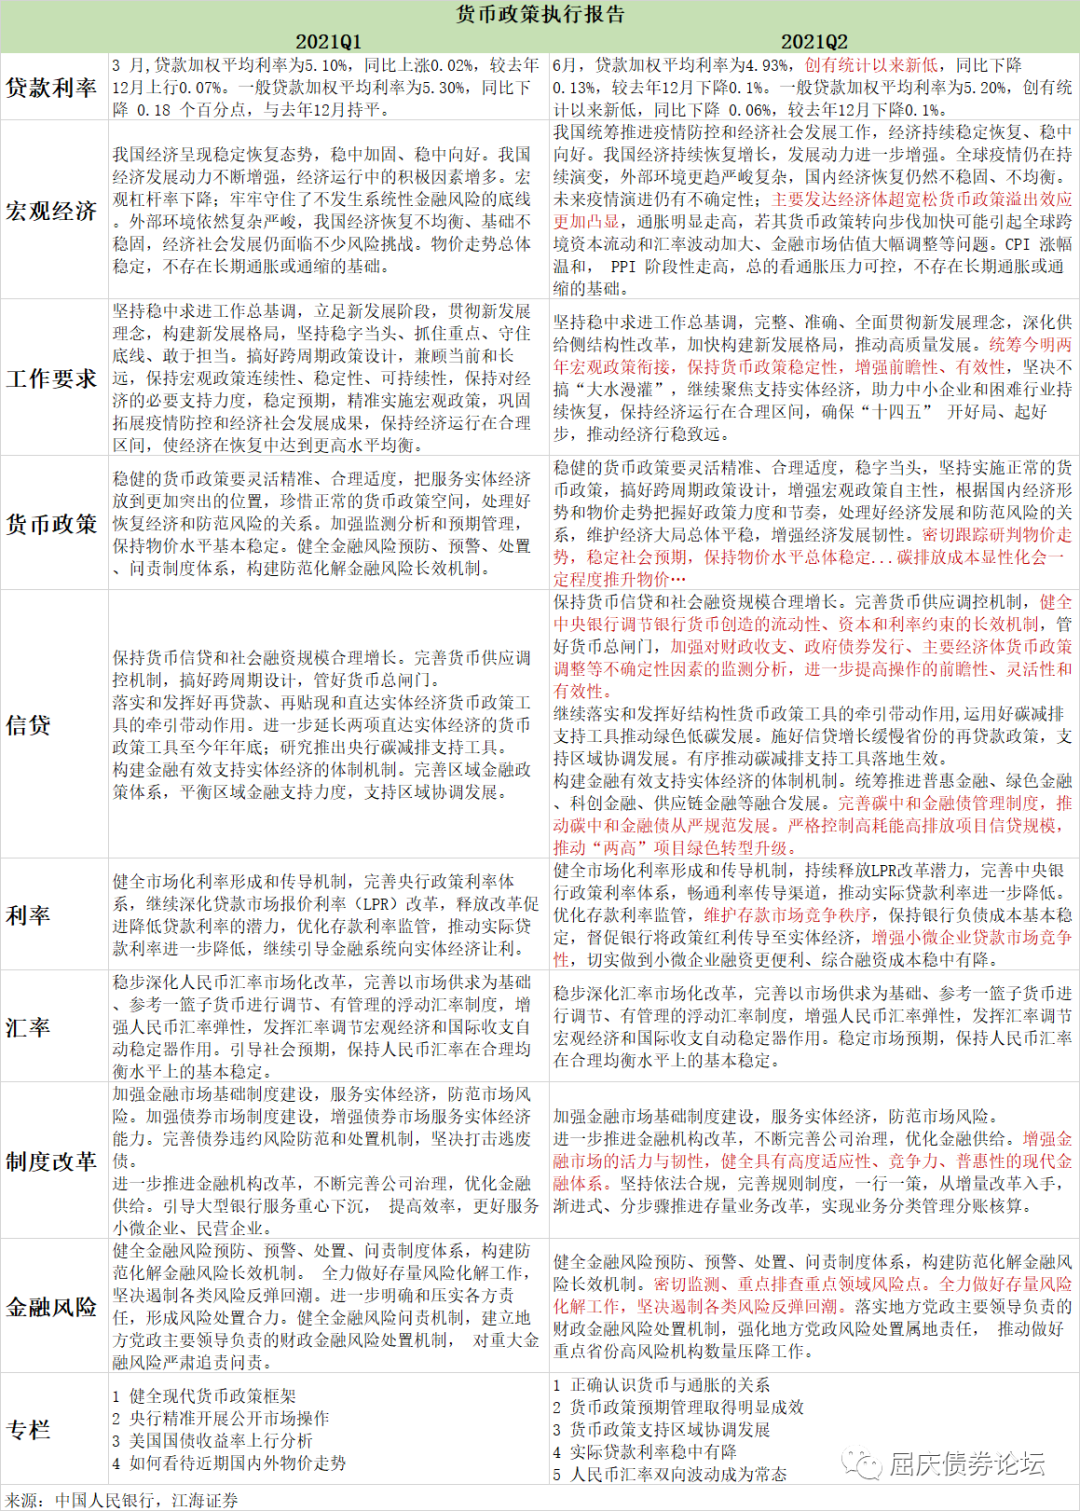 货币政策执行报告
2021Q1
2021Q2
贷款利率
3 月,贷款加权平均利率为5.10%，同比上涨0.02%，较去年
12月上行0.07%。一般贷款加权平均利率为5.30%，同比下
降 0.18 个百分点，与去年12月持平。
6月，贷款加权平均利率为4.93%，创有统计以来新低，同比下降
0.13%，较去年12月下降0.1%。一般贷款加权平均利率为5.20%，创有统
计以来新低，同比下降 0.06%，较去年12月下降0.1%。
宏观经济
我国经济呈现稳定恢复态势，稳中加固、稳中向好。我国
经济发展动力不断增强，经济运行中的积极因素增多。宏
观杠杆率下降；牢牢守住了不发生系统性金融风险的底线
。外部环境依然复杂严峻，我国经济恢复不均衡、基础不
稳固，经济社会发展仍面临不少风险挑战。物价走势总体
稳定，不存在长期通胀或通缩的基础。
我国统筹推进疫情防控和经济社会发展工作，经济持续稳定恢复、稳中
向好。我国经济持续恢复增长，发展动力进一步增强。全球疫情仍在持
续演变，外部环境更趋严峻复杂，国内经济恢复仍然不稳固、不均衡。
未来疫情演进仍有不确定性；主要发达经济体超宽松货币政策溢出效应
更加凸显，通胀明显走高，若其货币政策转向步伐加快可能引起全球跨
境资本流动和汇率波动加大、金融市场估值大幅调整等问题。CPI 涨幅
温和， PPI 阶段性走高，总的看通胀压力可控，不存在长期通胀或通
缩的基础。
工作要求
坚持稳中求进工作总基调，立足新发展阶段，贯彻新发展
理念，构建新发展格局，坚持稳字当头、抓住重点、守住
底线、敢于担当。搞好跨周期政策设计，兼顾当前和长
远，保持宏观政策连续性、稳定性、可持续性，保持对经
济的必要支持力度，稳定预期，精准实施宏观政策，巩固
拓展疫情防控和经济社会发展成果，保持经济运行在合理
区间，使经济在恢复中达到更高水平均衡。
坚持稳中求进工作总基调，完整、准确、全面贯彻新发展理念，深化供
给侧结构性改革，加快构建新发展格局，推动高质量发展。统筹今明两
年宏观政策衔接，保持货币政策稳定性，增强前瞻性、有效性，坚决不
搞“大水漫灌”，继续聚焦支持实体经济，助力中小企业和困难行业持
续恢复，保持经济运行在合理区间，确保“十四五” 开好局、起好
步，推动经济行稳致远。
货币政策
稳健的货币政策要灵活精准、合理适度，把服务实体经济
放到更加突出的位置，珍惜正常的货币政策空间，处理好
恢复经济和防范风险的关系。加强监测分析和预期管理，
保持物价水平基本稳定。健全金融风险预防、预警、处置
、问责制度体系，构建防范化解金融风险长效机制。
稳健的货币政策要灵活精准、合理适度，稳字当头，坚持实施正常的货
币政策，搞好跨周期政策设计，增强宏观政策自主性，根据国内经济形
势和物价走势把握好政策力度和节奏，处理好经济发展和防范风险的关
系，维护经济大局总体平稳，增强经济发展韧性。密切跟踪研判物价走
势，稳定社会预期，保持物价水平总体稳定...碳排放成本显性化会一
定程度推升物价…
信贷
保持货币信贷和社会融资规模合理增长。完善货币供应调
控机制，搞好跨周期设计，管好货币总闸门。
落实和发挥好再贷款、再贴现和直达实体经济货币政策工
具的牵引带动作用。进一步延长两项直达实体经济的货币
政策工具至今年年底；研究推出央行碳减排支持工具。
构建金融有效支持实体经济的体制机制。完善区域金融政
策体系，平衡区域金融支持力度，支持区域协调发展。
保持货币信贷和社会融资规模合理增长。完善货币供应调控机制，健全
中央银行调节银行货币创造的流动性、资本和利率约束的长效机制，管
好货币总闸门，加强对财政收支、政府债券发行、主要经济体货币政策
调整等不确定性因素的监测分析，进一步提高操作的前瞻性、灵活性和
有效性。
继续落实和发挥好结构性货币政策工具的牵引带动作用,运用好碳减排
支持工具推动绿色低碳发展。施好信贷增长缓慢省份的再贷款政策，支
持区域协调发展。有序推动碳减排支持工具落地生效。
构建金融有效支持实体经济的体制机制。统筹推进普惠金融、绿色金融
、科创金融、供应链金融等融合发展。完善碳中和金融债管理制度，推
动碳中和金融债从严规范发展。严格控制高耗能高排放项目信贷规模，
推动“两高”项目绿色转型升级。
利率
健全市场化利率形成和传导机制，完善央行政策利率体
系，继续深化贷款市场报价利率（LPR）改革，释放改革促
进降低贷款利率的潜力，优化存款利率监管，推动实际贷
款利率进一步降低，继续引导金融系统向实体经济让利。
健全市场化利率形成和传导机制，持续释放LPR改革潜力，完善中央银
行政策利率体系，畅通利率传导渠道，推动实际贷款利率进一步降低。
优化存款利率监管，维护存款市场竞争秩序，保持银行负债成本基本稳
定，督促银行将政策红利传导至实体经济，增强小微企业贷款市场竞争
性，切实做到小微企业融资更便利、综合融资成本稳中有降。
汇率
稳步深化人民币汇率市场化改革，完善以市场供求为基础
、参考一篮子货币进行调节、有管理的浮动汇率制度，增
强人民币汇率弹性，发挥汇率调节宏观经济和国际收支自
动稳定器作用。引导社会预期，保持人民币汇率在合理均
衡水平上的基本稳定。
稳步深化汇率市场化改革，完善以市场供求为基础、参考一篮子货币进
行调节、有管理的浮动汇率制度，增强人民币汇率弹性，发挥汇率调节
宏观经济和国际收支自动稳定器作用。稳定市场预期，保持人民币汇率
在合理均衡水平上的基本稳定。
制度改革
加强金融市场基础制度建设，服务实体经济，防范市场风
险。加强债券市场制度建设，增强债券市场服务实体经济
能力。完善债券违约风险防范和处置机制，坚决打击逃废
债。
进一步推进金融机构改革，不断完善公司治理，优化金融
供给。引导大型银行服务重心下沉， 提高效率，更好服务
小微企业、民营企业。
加强金融市场基础制度建设，服务实体经济，防范市场风险。
进一步推进金融机构改革，不断完善公司治理，优化金融供给。增强金
融市场的活力与韧性，健全具有高度适应性、竞争力、普惠性的现代金
融体系。坚持依法合规，完善规则制度，一行一策，从增量改革入手，
渐进式、分步骤推进存量业务改革，实现业务分类管理分账核算。
金融风险
健全金融风险预防、预警、处置、问责制度体系，构建防
范化解金融风险长效机制。 全力做好存量风险化解工作，
坚决遏制各类风险反弹回潮。进一步明确和压实各方责
任，形成风险处置合力。健全金融风险问责机制，建立地
方党政主要领导负责的财政金融风险处置机制， 对重大金
融风险严肃追责问责。
健全金融风险预防、预警、处置、问责制度体系，构建防范化解金融风
险长效机制。密切监测、重点排查重点领域风险点。全力做好存量风险
化解工作，坚决遏制各类风险反弹回潮。落实地方党政主要领导负责的
财政金融风险处置机制，强化地方党政风险处置属地责任， 推动做好
重点省份高风险机构数量压降工作。
专栏
1 健全现代货币政策框架
2 央行精准开展公开市场操作
3 美国国债收益率上行分析
4 如何看待近期国内外物价走势
1 正确认识货币与通胀的关系
2 货币政策预期管理取得明显成效
3 货币政策支持区域协调发展
4 实际贷款利率稳中有降
5 人民币汇率双向波动成为常态
屈庆债券论坛
来源：中国人民银行，江海证券